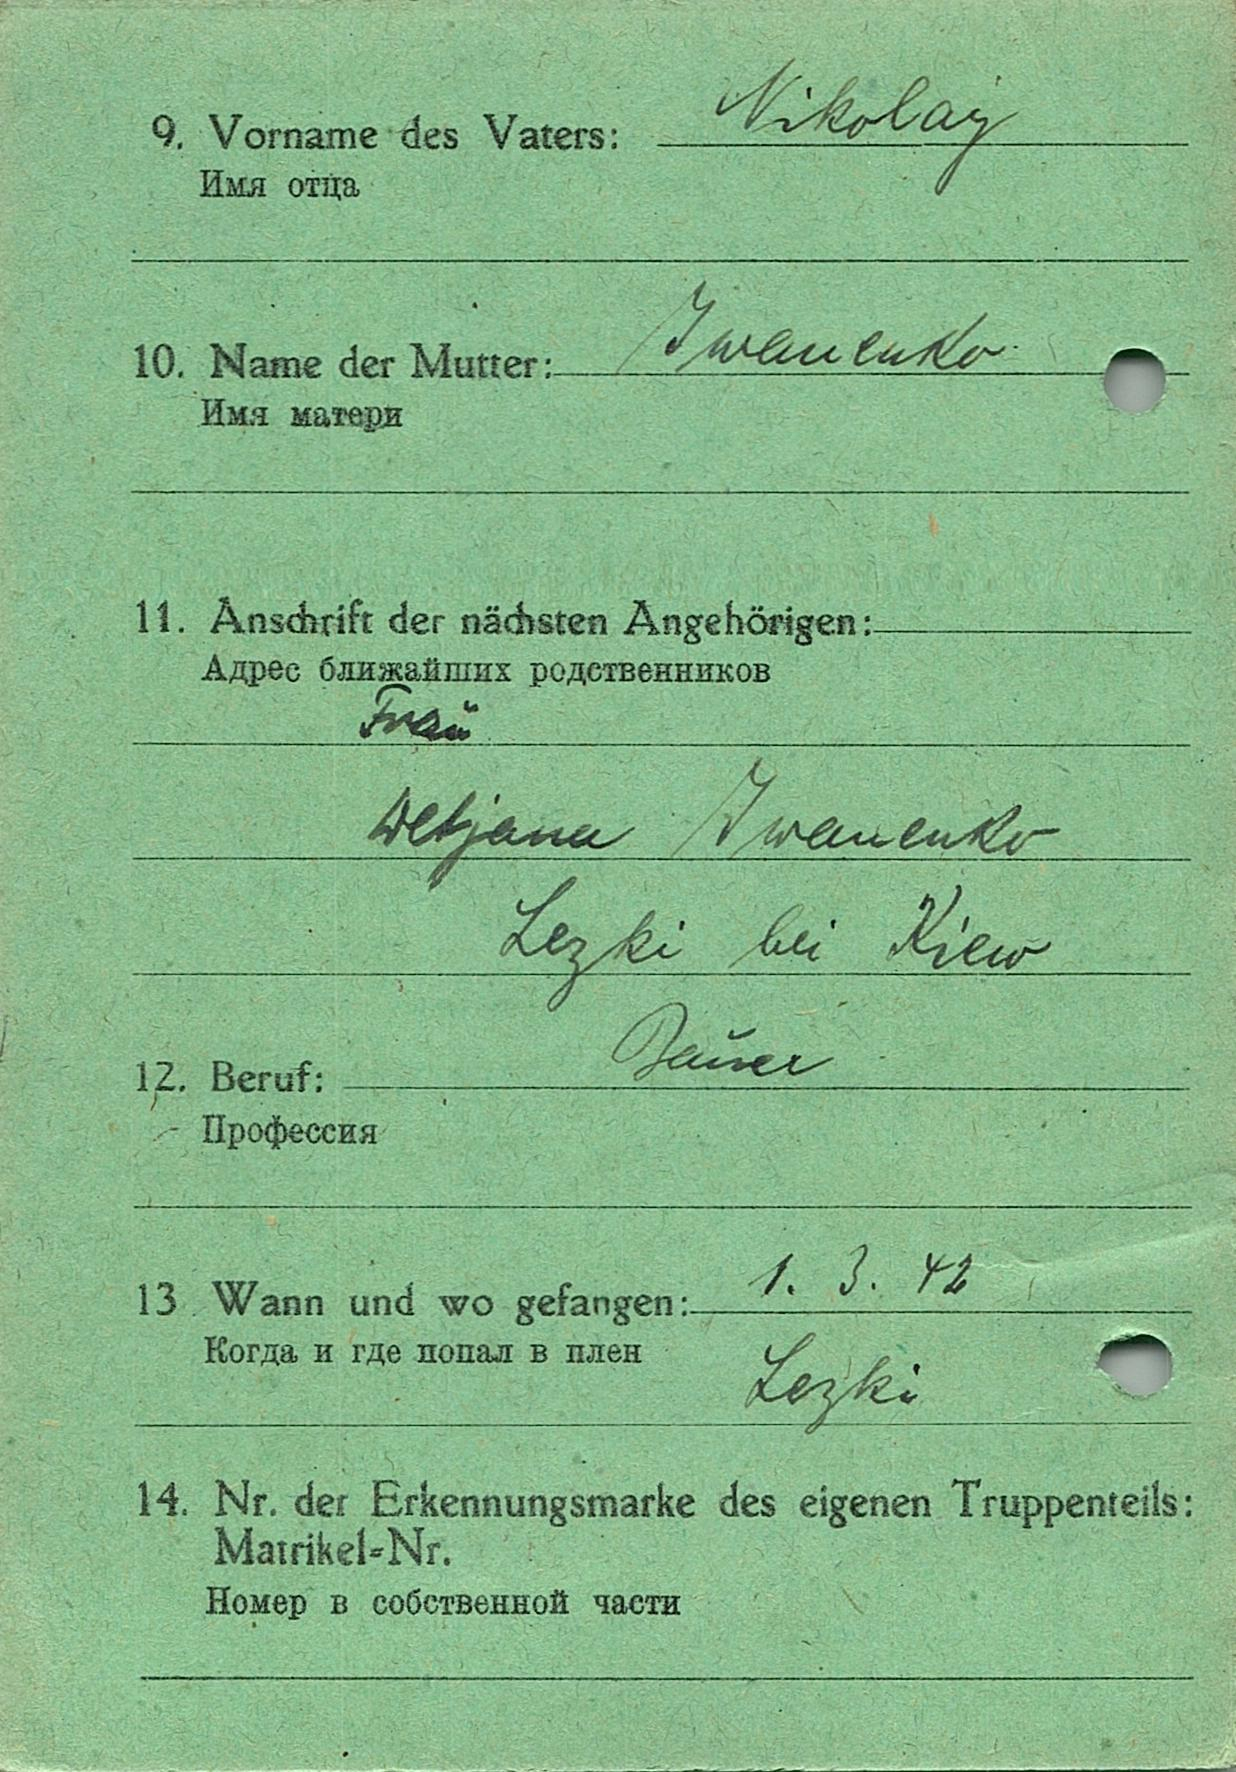 9. Vorname des Vaters: Nikolaj
Имя отца
10. Name der Mutter: Iwanenko
Имя матери
11. Anschrift der nächsten Angehörigen:
Адрес ближайших родственников
Frau
Detjana Iwanenko
Lezki bei Kiew
12. Beruf: Bauer
Профессия
13 Wann und wo gefangen: 1. 3. 42
Когда и где попал в плен
Lezki
14. Nr. der Erkennungsmarke des eigenen Truppenteils:
Matrikel-Nr.
Номер в собственной части